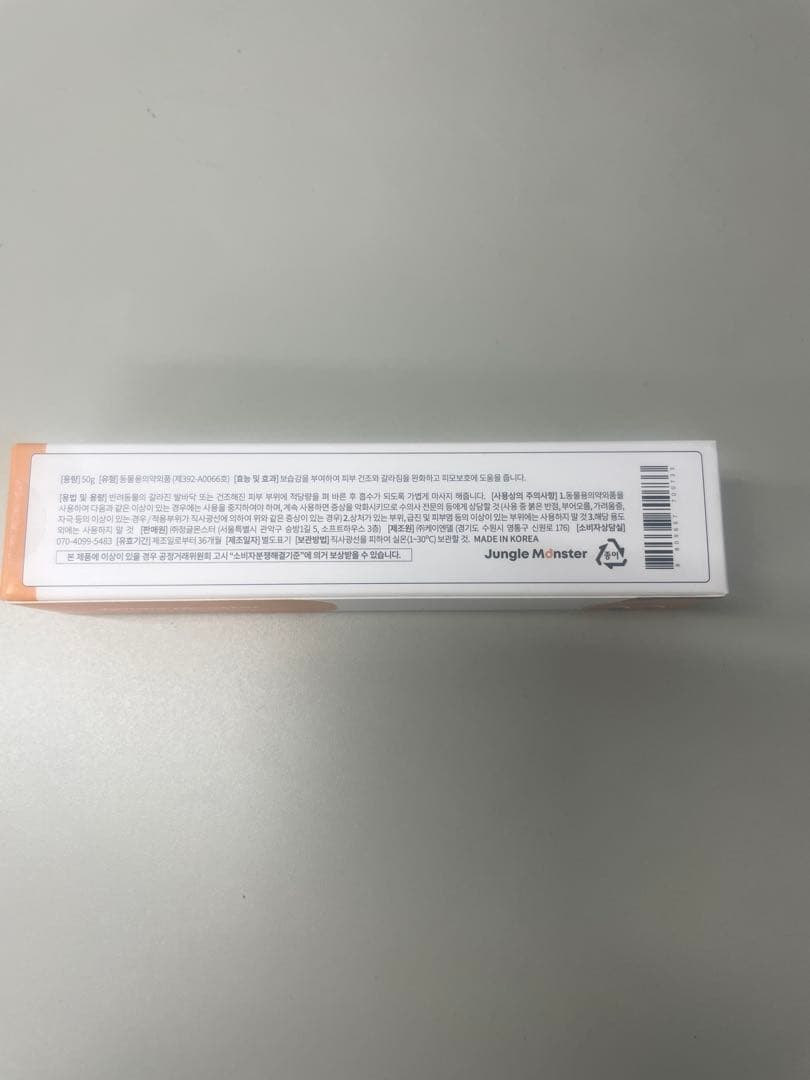 [용량] 50g [유형] 동물용의약외품 (제392-A0066호) [효능 및 효과] 보습감을 부여하여 피부 건조와 갈라짐을 완화하고 피모보호에 도움을 줍니다.
[용법 및 용량] 반려동물의 갈라진 발바닥 또는 건조해진 피부 부위에 적당량을 펴 바른 후 흡수가 되도록 가볍게 마사지 해줍니다. [사용상의 주의사항] 1.동물용의약외품을
사용하며 다음과 같은 이상이 있는 경우에는 사용을 중지하여야 하며, 계속 사용하면 증상을 악화시키므로 수의사 전문의 등에게 상담할 것 (사용 중 붉은 반점, 부어오름, 가려움증,
자극 등의 이상이 있는 경우 / 적용부위가 직사광선에 의하여 위와 같은 증상이 있는 경우) 2.상처가 있는 부위, 습진 및 피부염 등의 이상이 있는 부위에는 사용하지 말 것 3.해당 용도
외에는 사용하지 말 것 [판매원] ㈜정글몬스터 (서울특별시 관악구 승방1길 5, 소프트하우스 3층) [제조원] ㈜케이엔엘 (경기도 수원시 영통구 신원로 176) [소비자상담실]
070-4099-5483 [유효기간] 제조일로부터 36개월 [제조일자] 별도표기 [보관방법] 직사광선을 피하여 실온(1~30℃) 보관할 것. MADE IN KOREA
본 제품에 이상이 있을 경우 공정거래위원회 고시 "소비자분쟁해결기준"에 의거 보상받을 수 있습니다.
Jungle Monster
종이